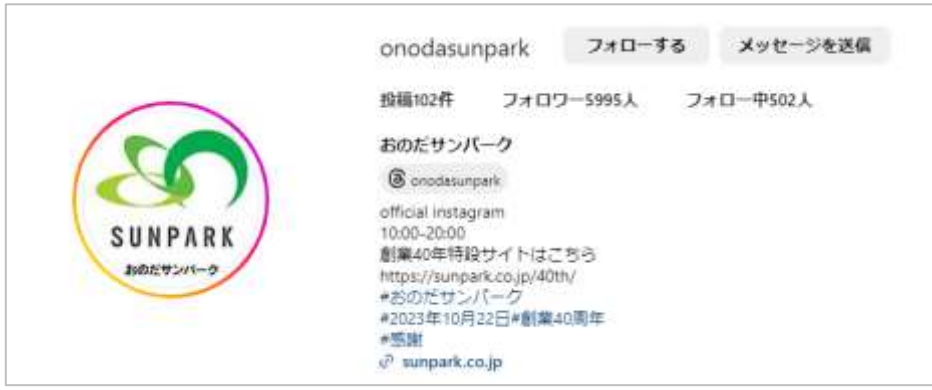 onodasunpark フォローする メッセージを送信
投稿102件 フォロワー5995人 フォロー中502人
おのだサンパーク
onodasunpark
official instagram
10:00-20:00
創業40年特設サイトはこちら
https://sunpark.co.jp/40th/
#おのだサンパーク
#2023年10月22日#創業40周年
#感謝
sunpark.co.jp
SUNPARK
おのだサンパーク